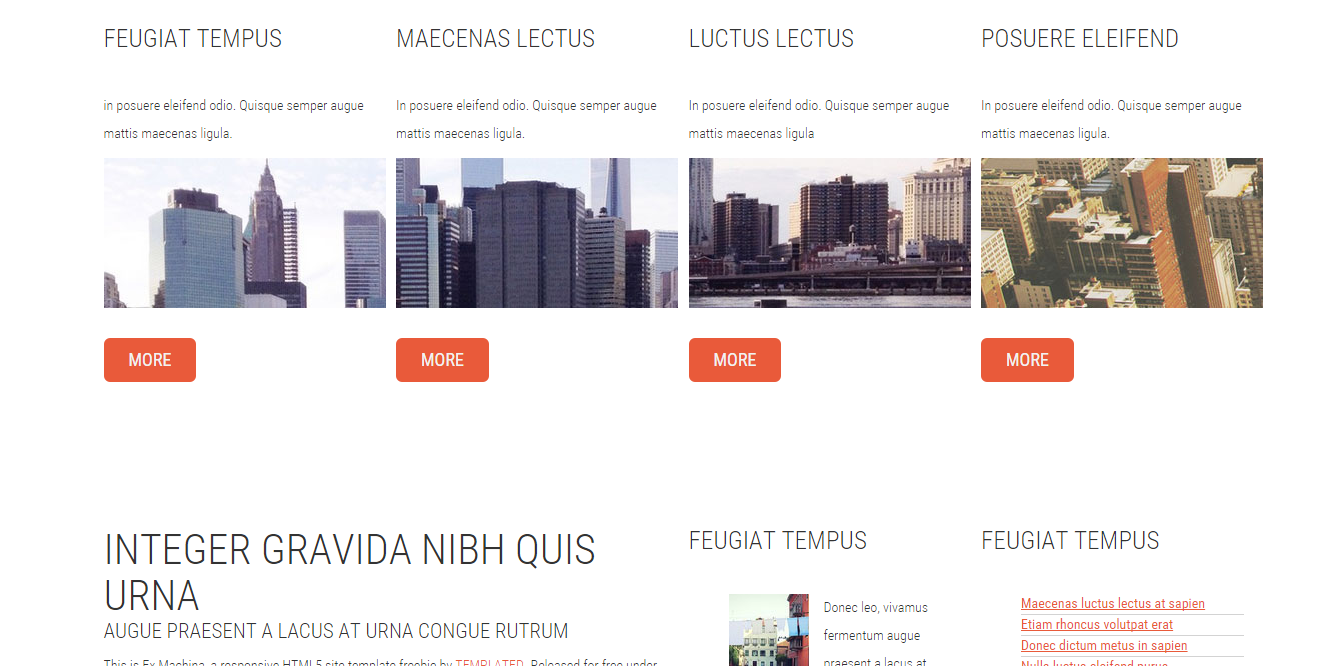 FEUGIAT TEMPUS
in posuere eleifend odio. Quisque semper augue
mattis maecenas ligula.
MORE
MAECENAS LECTUS
In posuere eleifend odio. Quisque semper augue
mattis maecenas ligula.
MORE
LUCTUS LECTUS
In posuere eleifend odio. Quisque semper augue
mattis maecenas ligula
MORE
POSUERE ELEIFEND
In posuere eleifend odio. Quisque semper augue
mattis maecenas ligula.
MORE
INTEGER GRAVIDA NIBH QUIS
URNA
AUGUE PRAESENT A LACUS AT URNA CONGUE RUTRUM
This is Ex Machina, a responsive HTML5 site template freebie by TEMPLATED. Released for free under
FEUGIAT TEMPUS
Donec leo, vivamus
fermentum augue
praesent a lacus at
FEUGIAT TEMPUS
Maecenas luctus lectus at sapien
Etiam rhoncus volutpat erat
Donec dictum metus in sapien
Nulla luctus eleifend purus